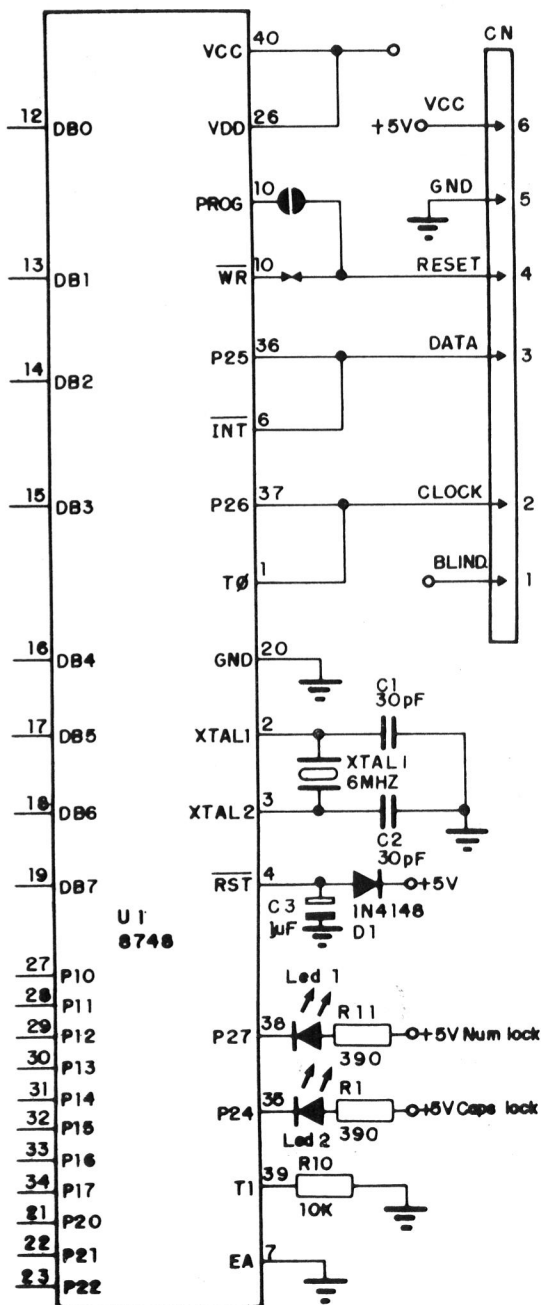 VCC 40
CN
12 DB0
VDD 26
+5V VCC 6
PROG 10
GND 5
13 DB1
WR 10
RESET 4
14 DB2
P25 36
DATA 3
INT 6
15 DB3
P26 37
CLOCK 2
TØ 1
BLIND 1
16 DB4
GND 20
C1
30pF
17 DB5
XTAL1 2
XTAL1
6MHZ
18 DB6
XTAL2 3
C2
30pF
19 DB7
RST 4
+5V
C3
1µF
1N4148
D1
U1
8748
27 P10
28 P11
Led 1
R11
29 P12
P27 38
390
+5V Num lock
30 P13
31 P14
P24 35
R1
+5V Caps lock
32 P15
Led 2
390
33 P16
34 P17
T1 39
R10
10K
21 P20
22 P21
EA 7
23 P22